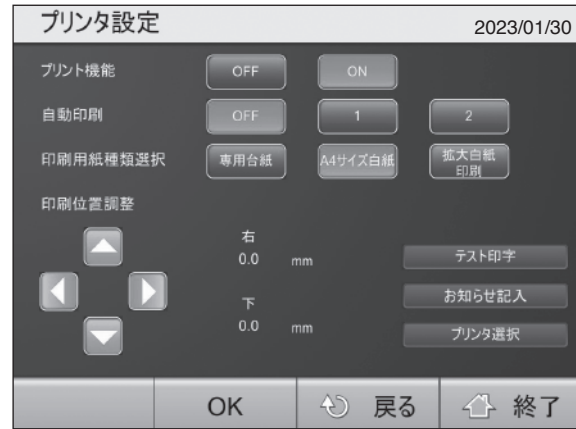 プリンタ設定 2023/01/30
プリント機能 OFF ON
自動印刷 OFF 1 2
印刷用紙種類選択 専用台紙 A4サイズ白紙 拡大白紙
印刷
印刷位置調整
右
0.0 mm
テスト印字
お知らせ記入
下
0.0 mm
プリンタ選択
OK 戻る 終了